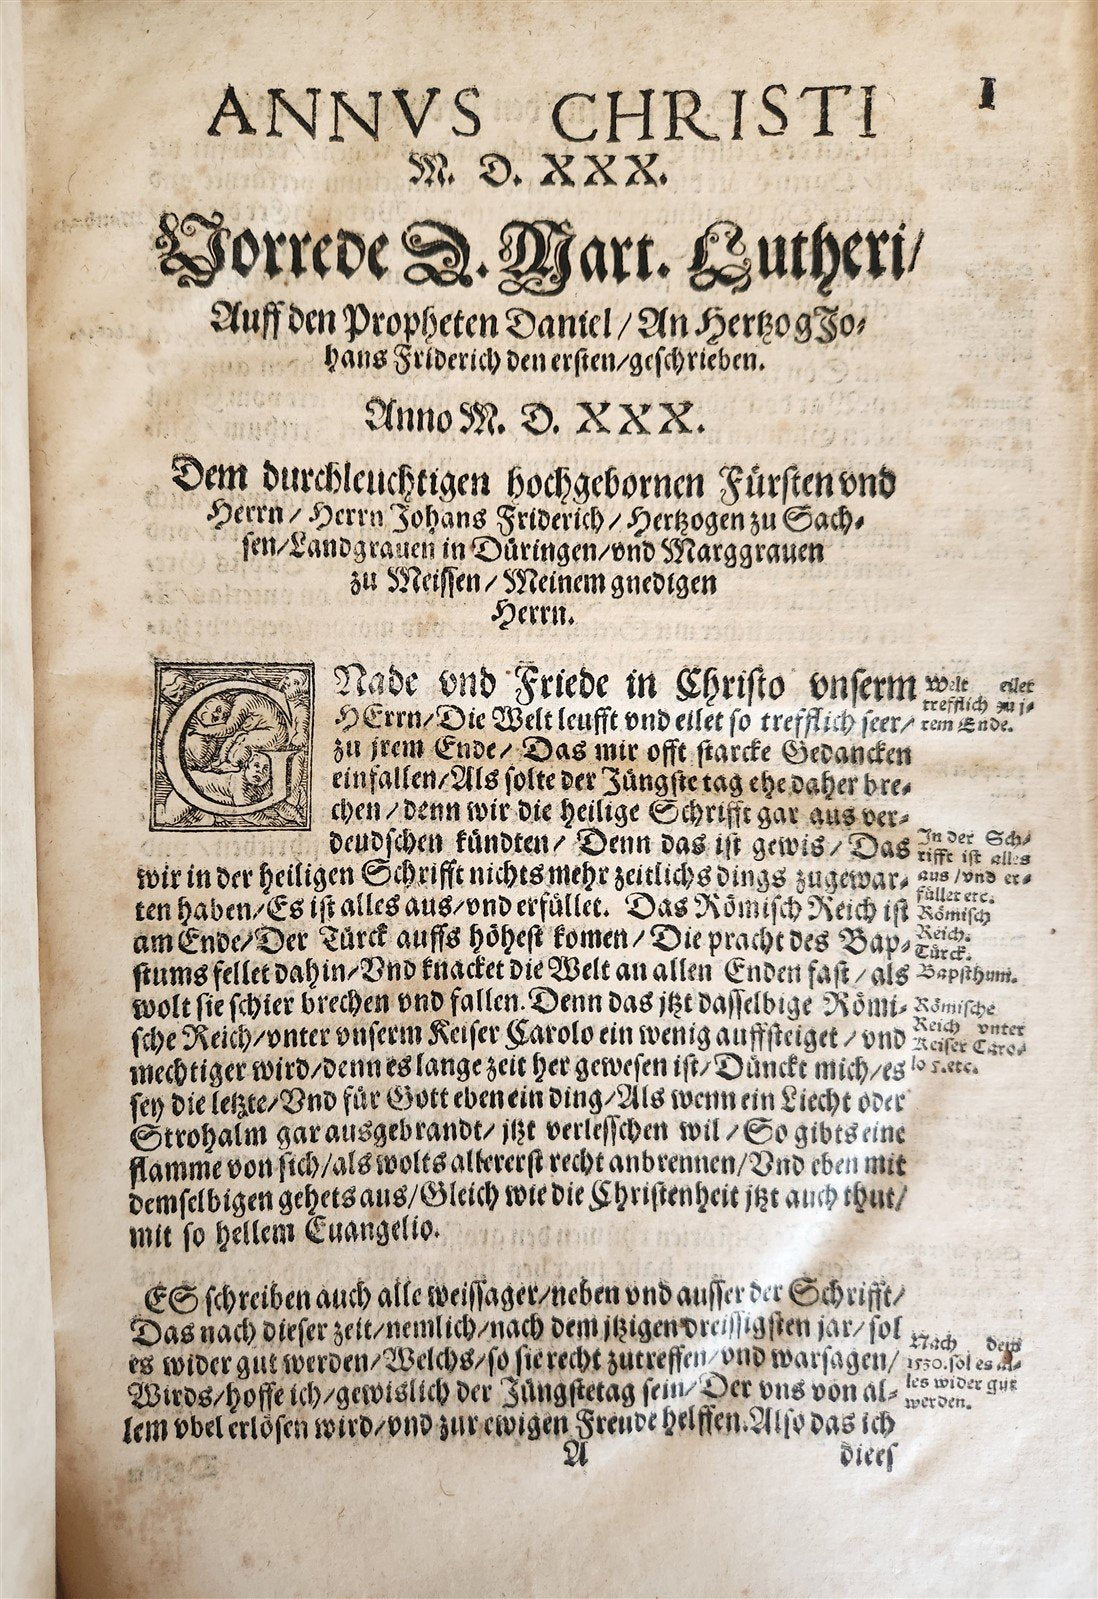 ANNVS CHRISTI
I
M. D. XXX.
Vorrede D. Mart. Lutheri/
Auff den Propheten Daniel/ An Hertzog Jo-
hans Friderich den ersten/geschrieben.
Anno M. D. XXX.
Dem durchleuchtigen hochgebornen Fürsten vnd
Herrn/ Herrn Johans Friderich/ Hertzogen zu Sach-
sen/Landgrauen in Düringen/vnd Marggrauen
zu Meissen/ Meinem gnedigen
Herrn.
GNade vnd Friede in Christo vnserm
HErrn/Die Welt leufft vnd eilet so trefflich seer/
zu jrem Ende/ Das mir offt starcke Gedancken
einfallen/Als solte der Jüngste tag ehe daher bre-
chen/denn wir die heilige Schrifft gar aus ver-
deudschen kündten/ Denn das ist gewis/ Das
wir in der heiligen Schrifft nichts mehr zeitlichs dings zugewar-
ten haben/Es ist alles aus/vnd erfüllet. Das Römisch Reich ist
am Ende/Der Türck auffs höhest komen/Die pracht des Bap-
stums fellet dahin/Vnd knacket die Welt an allen Enden fast/als
wolt sie schier brechen vnd fallen. Denn das jtzt dasselbige Römi-
sche Reich/vnter vnserm Keiser Carolo ein wenig auffsteiget/vnd
mechtiger wird/denn es lange zeit her gewesen ist/Dünckt mich/es
sey die letzte/Vnd für Gott eben ein ding/Als wenn ein Liecht oder
Strohalm gar ausgebrandt/jtzt verlesschen wil/So gibts eine
flamme von sich/als wolts allererst recht anbrennen/Vnd eben mit
demselbigen gehets aus/Gleich wie die Christenheit jtzt auch thut/
mit so hellem Euangelio.
ES schreiben auch alle weissager/neben vnd ausser der Schrifft/
Das nach dieser zeit/nemlich/nach dem jtzigen dreissigsten jar/sol
es wider gut werden/Welchs/so sie recht zutreffen/vnd warsagen/
Wirds/hoffe ich/gewislich der Jüngstetag sein/Der vns von al-
lem vbel erlösen wird/vnd zur ewigen Freude helffen. Also das ich
A
diees
Welt eilet
trefflich zu j-
rem Ende.
In der Sch-
rifft ist alles
aus/vnd er-
füllet etc.
Römisch
Reich.
Türck.
Bapsthum.
Römische
Reich vnter
Keiser Caro-
lo 5.etc.
Nach dem
1530.sol es al-
les wider gut
werden.